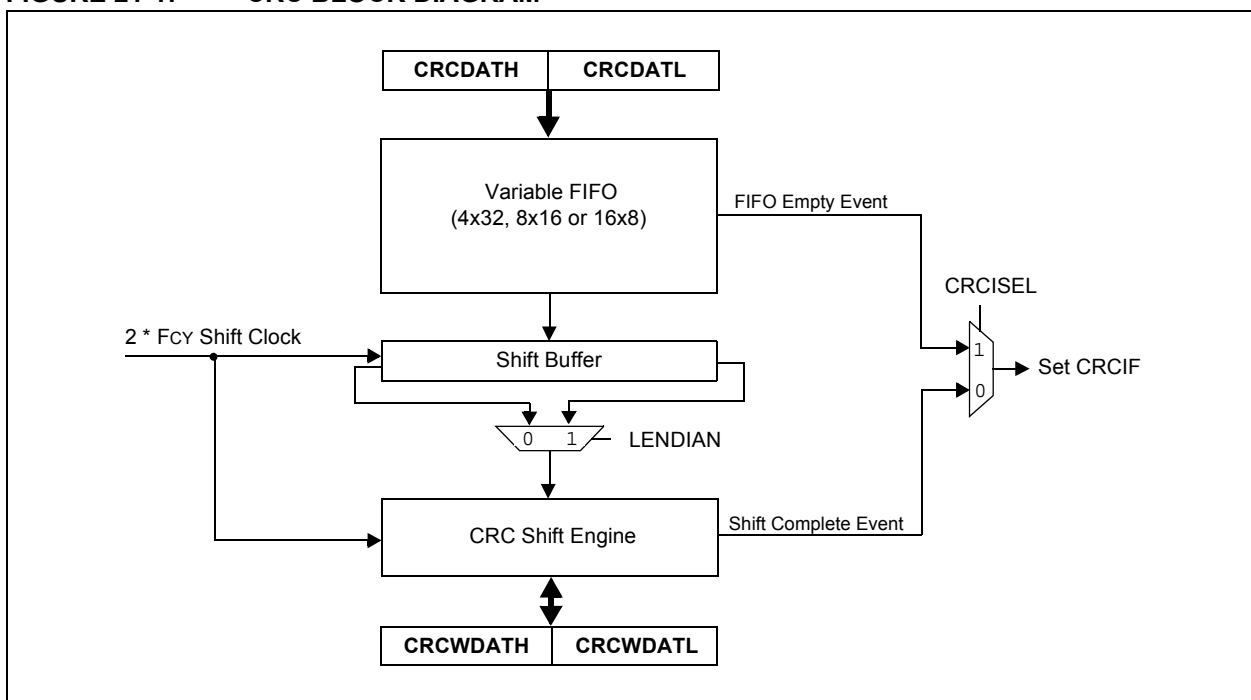 CRCDATH CRCDATL
Variable FIFO
(4x32, 8x16 or 16x8)
FIFO Empty Event
CRCISEL
2 * FCY Shift Clock
1
Shift Buffer
Set CRCIF
0
0 1 LENDIAN
Shift Complete Event
CRC Shift Engine
CRCWDATH CRCWDATL